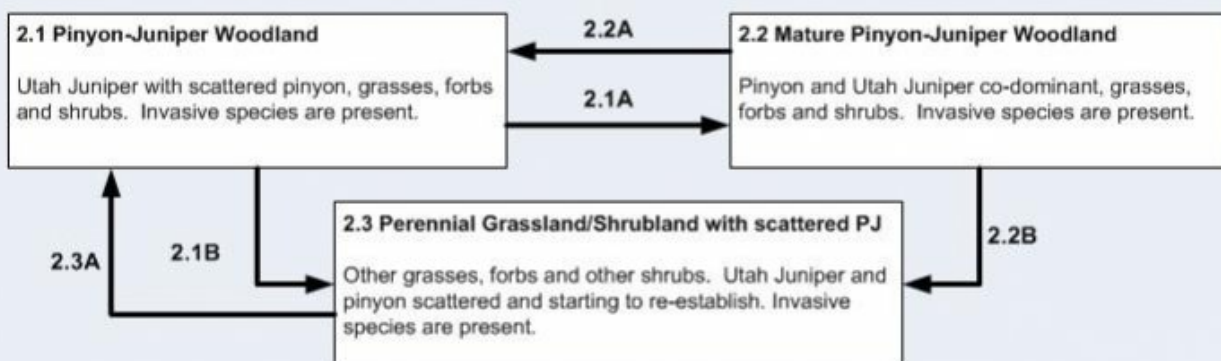 2.1 Pinyon-Juniper Woodland
Utah Juniper with scattered pinyon, grasses, forbs
and shrubs. Invasive species are present.
2.2A
2.1A
2.2 Mature Pinyon-Juniper Woodland
Pinyon and Utah Juniper co-dominant, grasses,
forbs and shrubs. Invasive species are present.
2.3A
2.1B
2.3 Perennial Grassland/Shrubland with scattered PJ
Other grasses, forbs and other shrubs. Utah Juniper and
pinyon scattered and starting to re-establish. Invasive
species are present.
2.2B